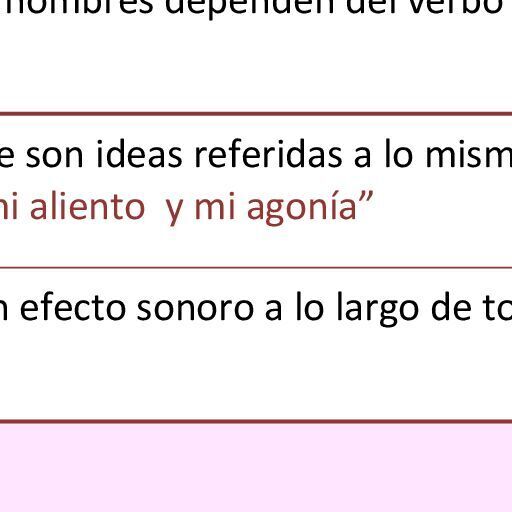 nombres dependen del verbo
e son ideas referidas a lo mism
mi aliento y mi agonía”
n efecto sonoro a lo largo de to